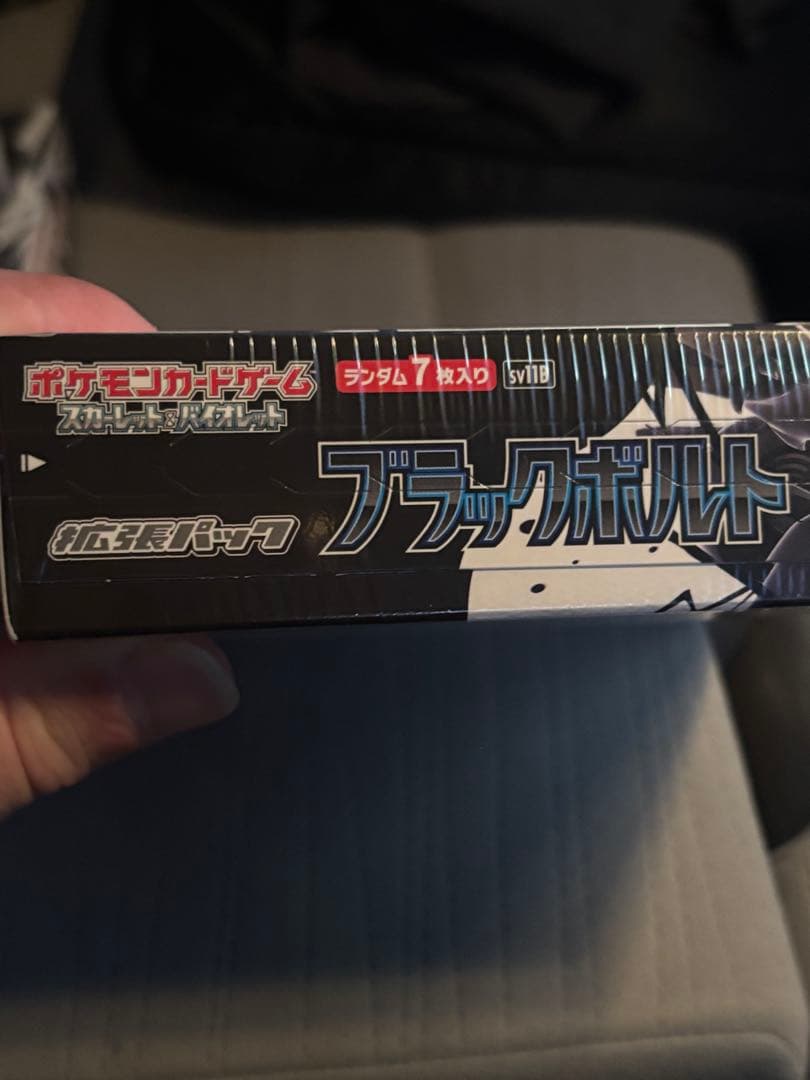 ポケモンカードゲーム
スカーレット&バイオレット
ランダム7枚入り
sv11B
拡張パック
ブラックボルト